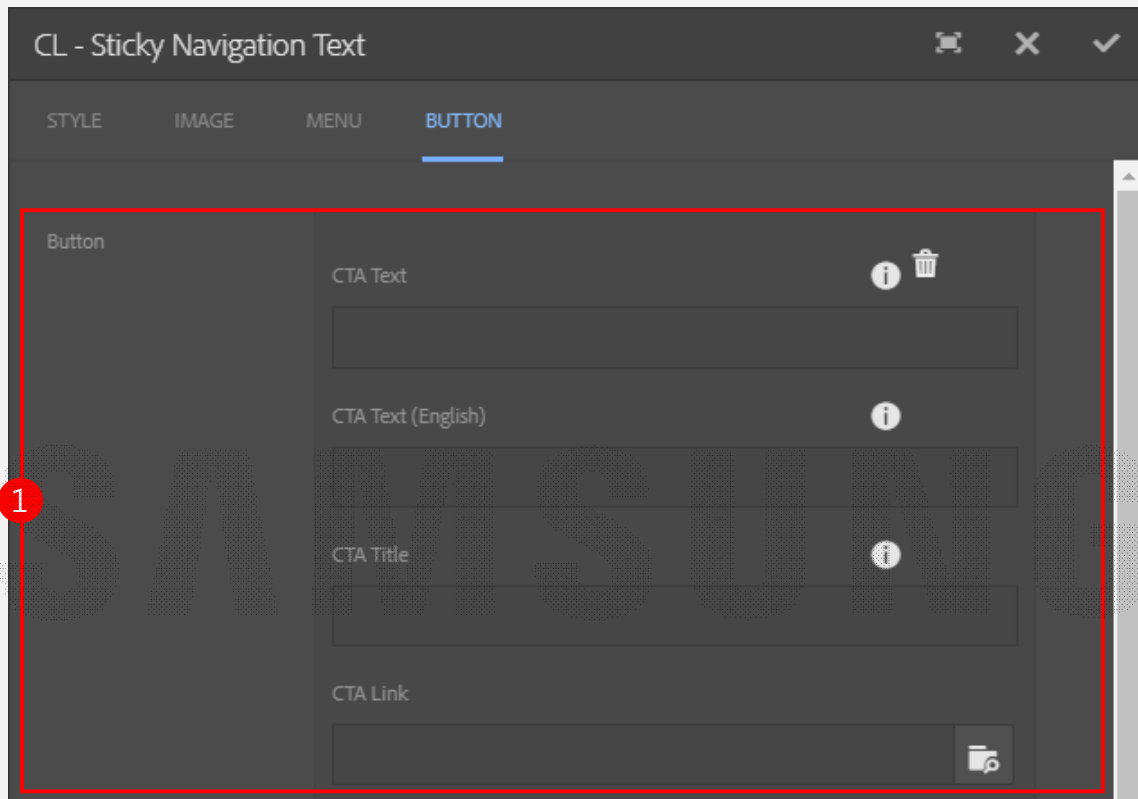 CL - Sticky Navigation Text
STYLE IMAGE MENU BUTTON
Button
CTA Text
CTA Text (English)
1
CTA Title
CTA Link
SAMSUNG